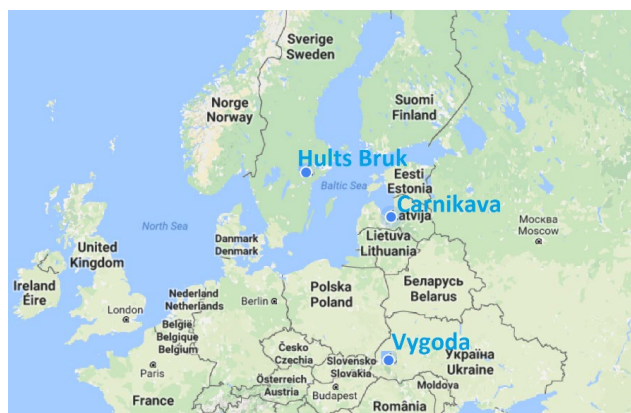 Sverige
Sweden
Norge
Norway
Suomi
Finland
Hults Bruk
Baltic Sea
Eesti
Estonia
Carnikava
Latvija
North Sea
Danmark
Denmark
Lietuva
Lithuania
Москва
Moscow
United
Kingdom
Ireland
Éire
Nederland
Netherlands
Berlin
Polska
Poland
Беларусь
Belarus
London
België
Belgique
Belgium
Vygoda
Česko
Czechia
Slovensko
Slovakia
Україна
Ukraine
Paris
Österreich
Austria
Budapest
Moldova
France
România